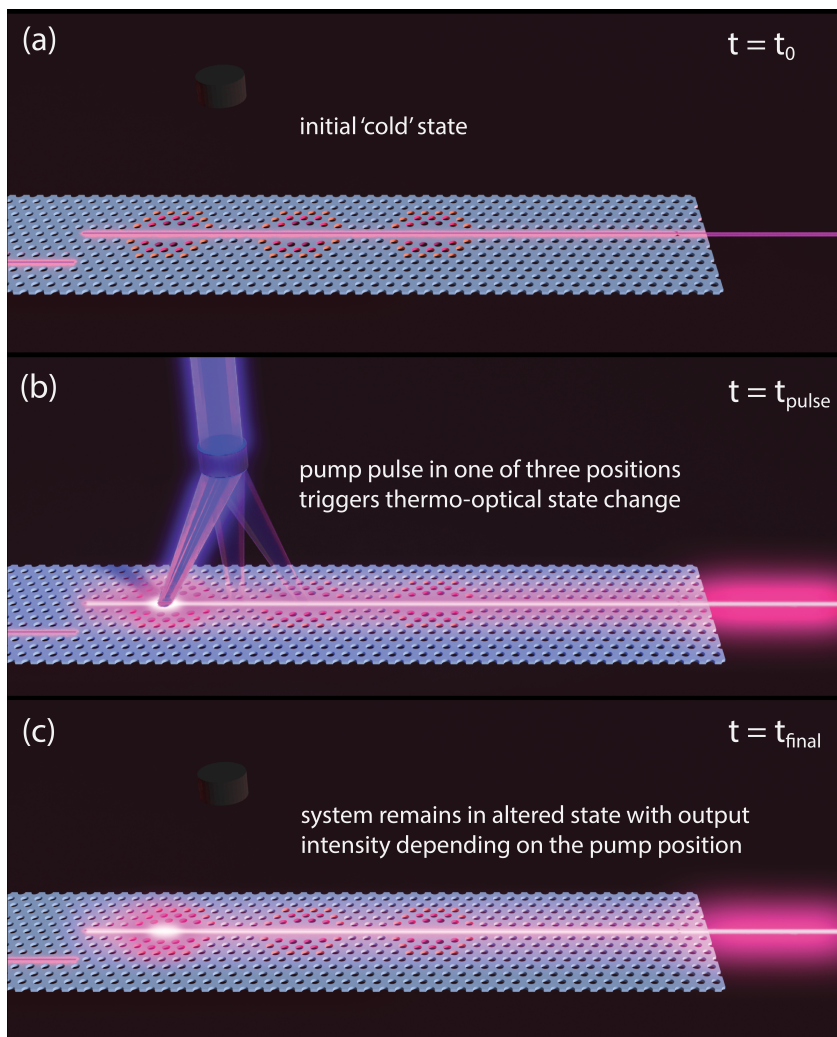 (a)
t = t₀
initial ‘cold’ state
(b)
t = tpulse
pump pulse in one of three positions
triggers thermo-optical state change
(c)
t = tfinal
system remains in altered state with output
intensity depending on the pump position